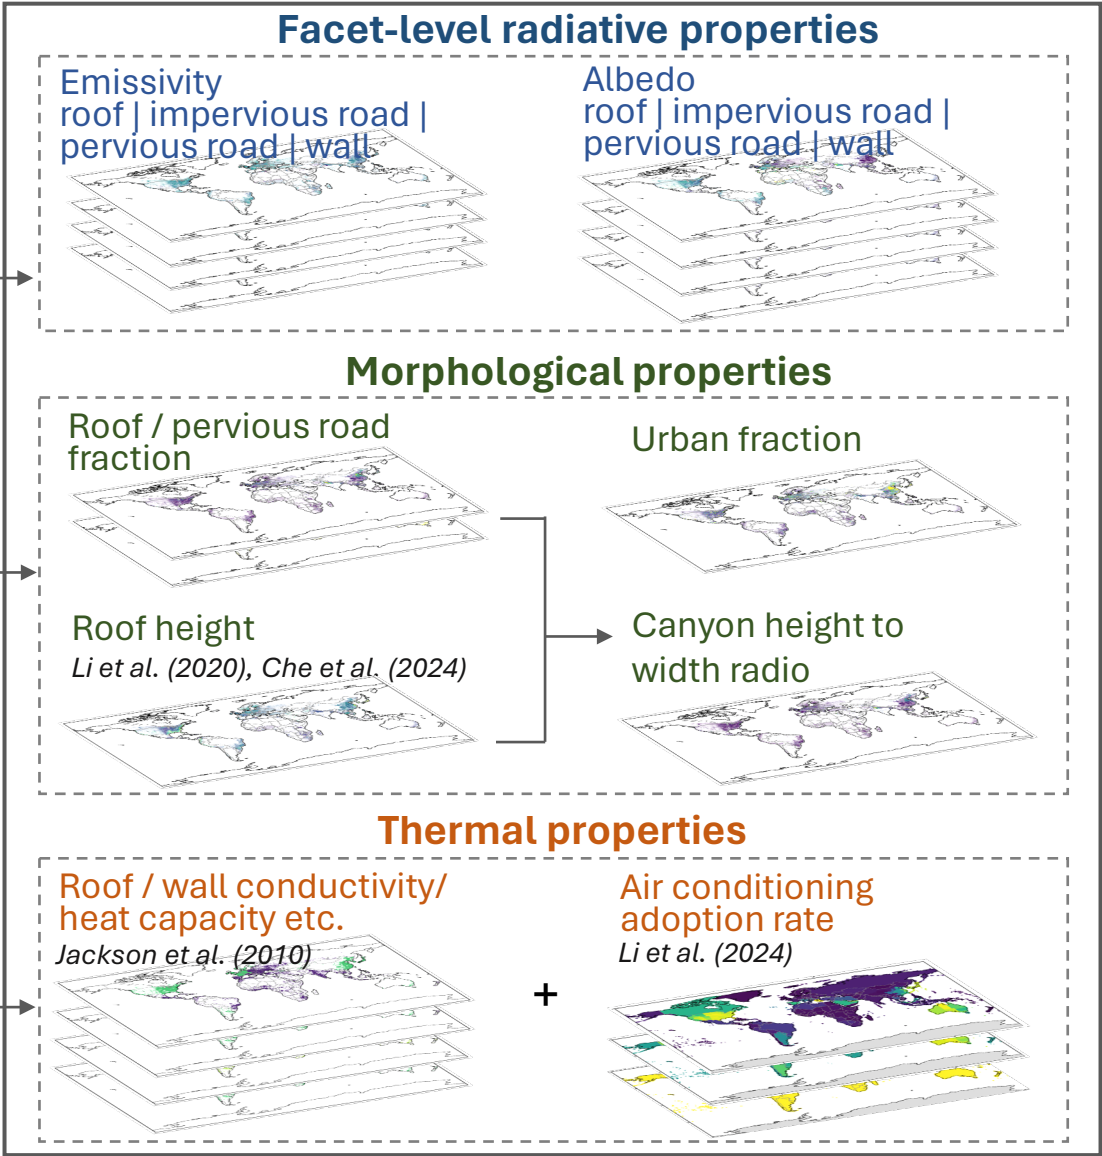 Facet-level radiative properties
Emissivity
roof | impervious road |
pervious road | wall
Albedo
roof | impervious road |
pervious road | wall
Morphological properties
Roof / pervious road
fraction
Urban fraction
Roof height
Li et al. (2020), Che et al. (2024)
Canyon height to
width radio
Thermal properties
Roof / wall conductivity/
heat capacity etc.
Jackson et al. (2010)
+
Air conditioning
adoption rate
Li et al. (2024)